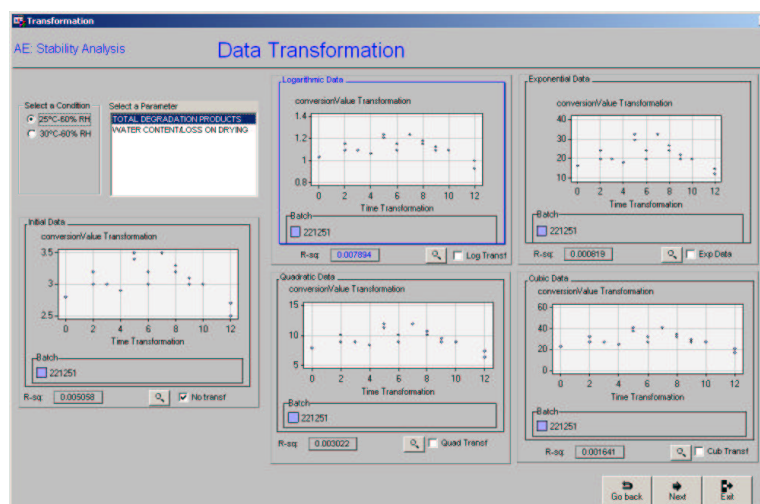 Transformation
AE: Stability Analysis
Data Transformation
Select a Condition
25°C-60% RH
30°C-60% RH
Select a Parameter
TOTAL DEGRADATION PRODUCTS
WATER CONTENT/LOSS ON DRYING
Initial Data
conversionValue Transformation
3.5
3
2.5
0 2 4 6 8 10 12
Time Transformation
Batch
221251
R-sq: 0.005058
No transf
Logarithmic Data
conversionValue Transformation
1.4
1.2
1
0.8
0 2 4 6 8 10 12
Time Transformation
Batch
221251
R-sq: 0.007894
Log Transf
Exponential Data
conversionValue Transformation
40
30
20
10
0 2 4 6 8 10 12
Time Transformation
Batch
221251
R-sq: 0.000819
Exp Data
Quadratic Data
conversionValue Transformation
15
10
5
0 2 4 6 8 10 12
Time Transformation
Batch
221251
R-sq: 0.003022
Quad Transf
Cubic Data
conversionValue Transformation
60
40
20
0
0 2 4 6 8 10 12
Time Transformation
Batch
221251
R-sq: 0.001641
Cub Transf
Go back
Next
Exit